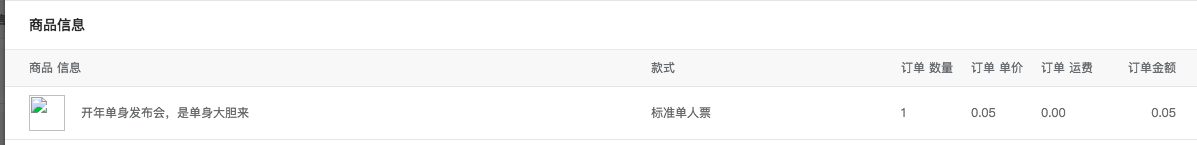 商品信息
商品 信息 款式 订单 数量 订单 单价 订单 运费 订单金额
开年单身发布会，是单身大胆来 标准单人票 1 0.05 0.00 0.05